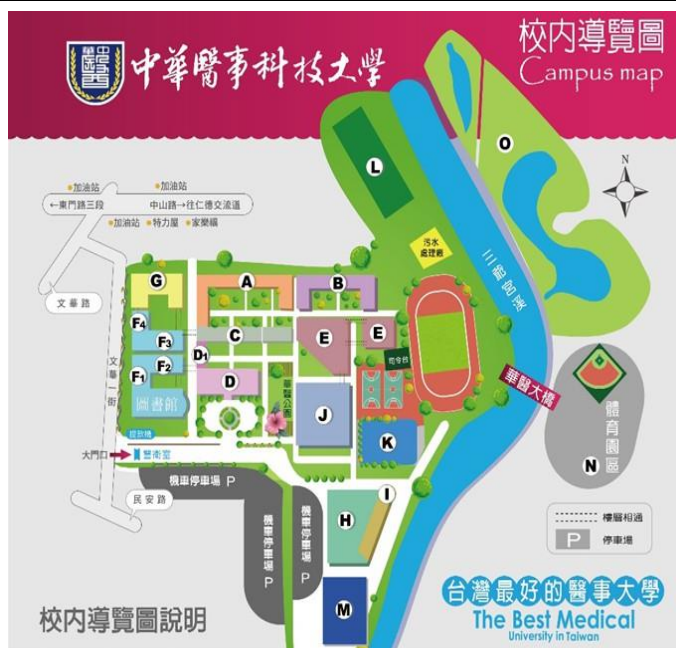 中華醫事科技大學
校內導覽圖
Campus map
加油站
加油站
←東門路三段
中山路→往仁德交流道
加油站
特力屋
家樂福
文華路
文華一街
民安路
大門口
警衛室
提款機
圖書館
華醫公園
污水
處理廠
司令台
三爺宮溪
華醫大橋
體育園區
機車停車場 P
機車停車場 P
機車停車場 P
N
A
B
C
D
D1
E
E
F1
F2
F3
F4
G
H
I
J
K
L
M
N
O
樓層相通
P 停車場
校內導覽圖說明
台灣最好的醫事大學
The Best Medical
University in Taiwan